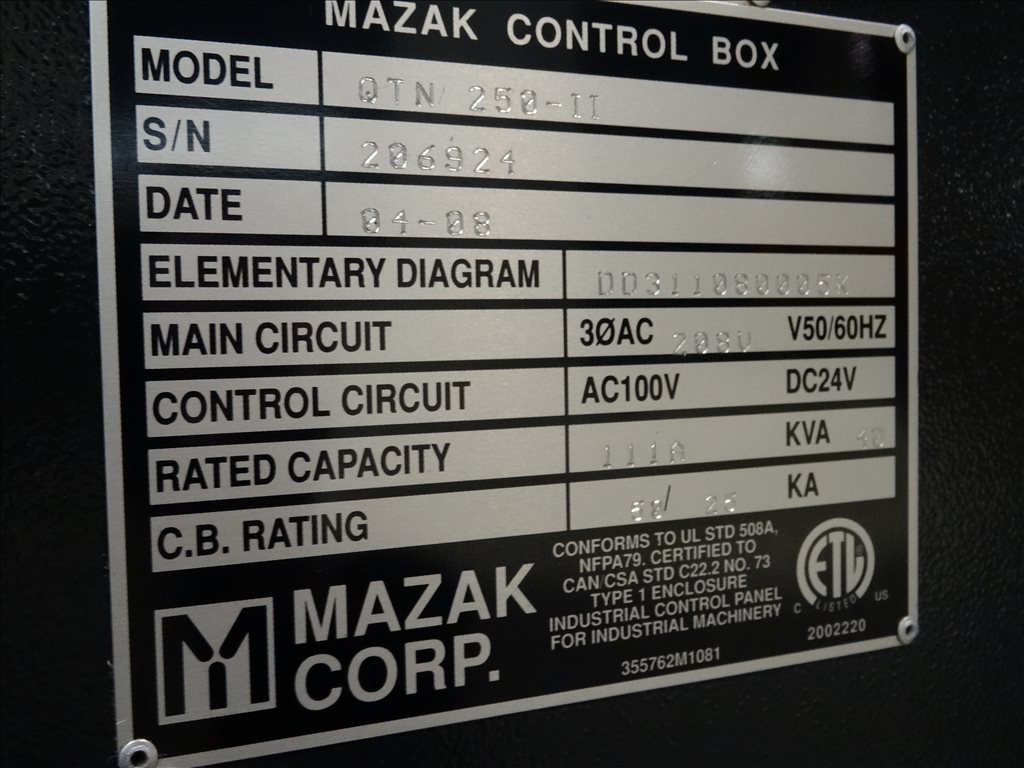 MAZAK CONTROL BOX
MODEL QTN 250-II
S/N 206924
DATE 04-08
ELEMENTARY DIAGRAM
MAIN CIRCUIT 3ØAC 208V V50/60HZ
CONTROL CIRCUIT AC100V DC24V
RATED CAPACITY 111A KVA 40
C.B. RATING / 25 KA
MAZAK
CORP.
CONFORMS TO UL STD 508A,
NFPA79. CERTIFIED TO
CAN/CSA STD C22.2 NO. 73
TYPE 1 ENCLOSURE
INDUSTRIAL CONTROL PANEL
FOR INDUSTRIAL MACHINERY
355762M1081
ETL
C LISTED US
2002220